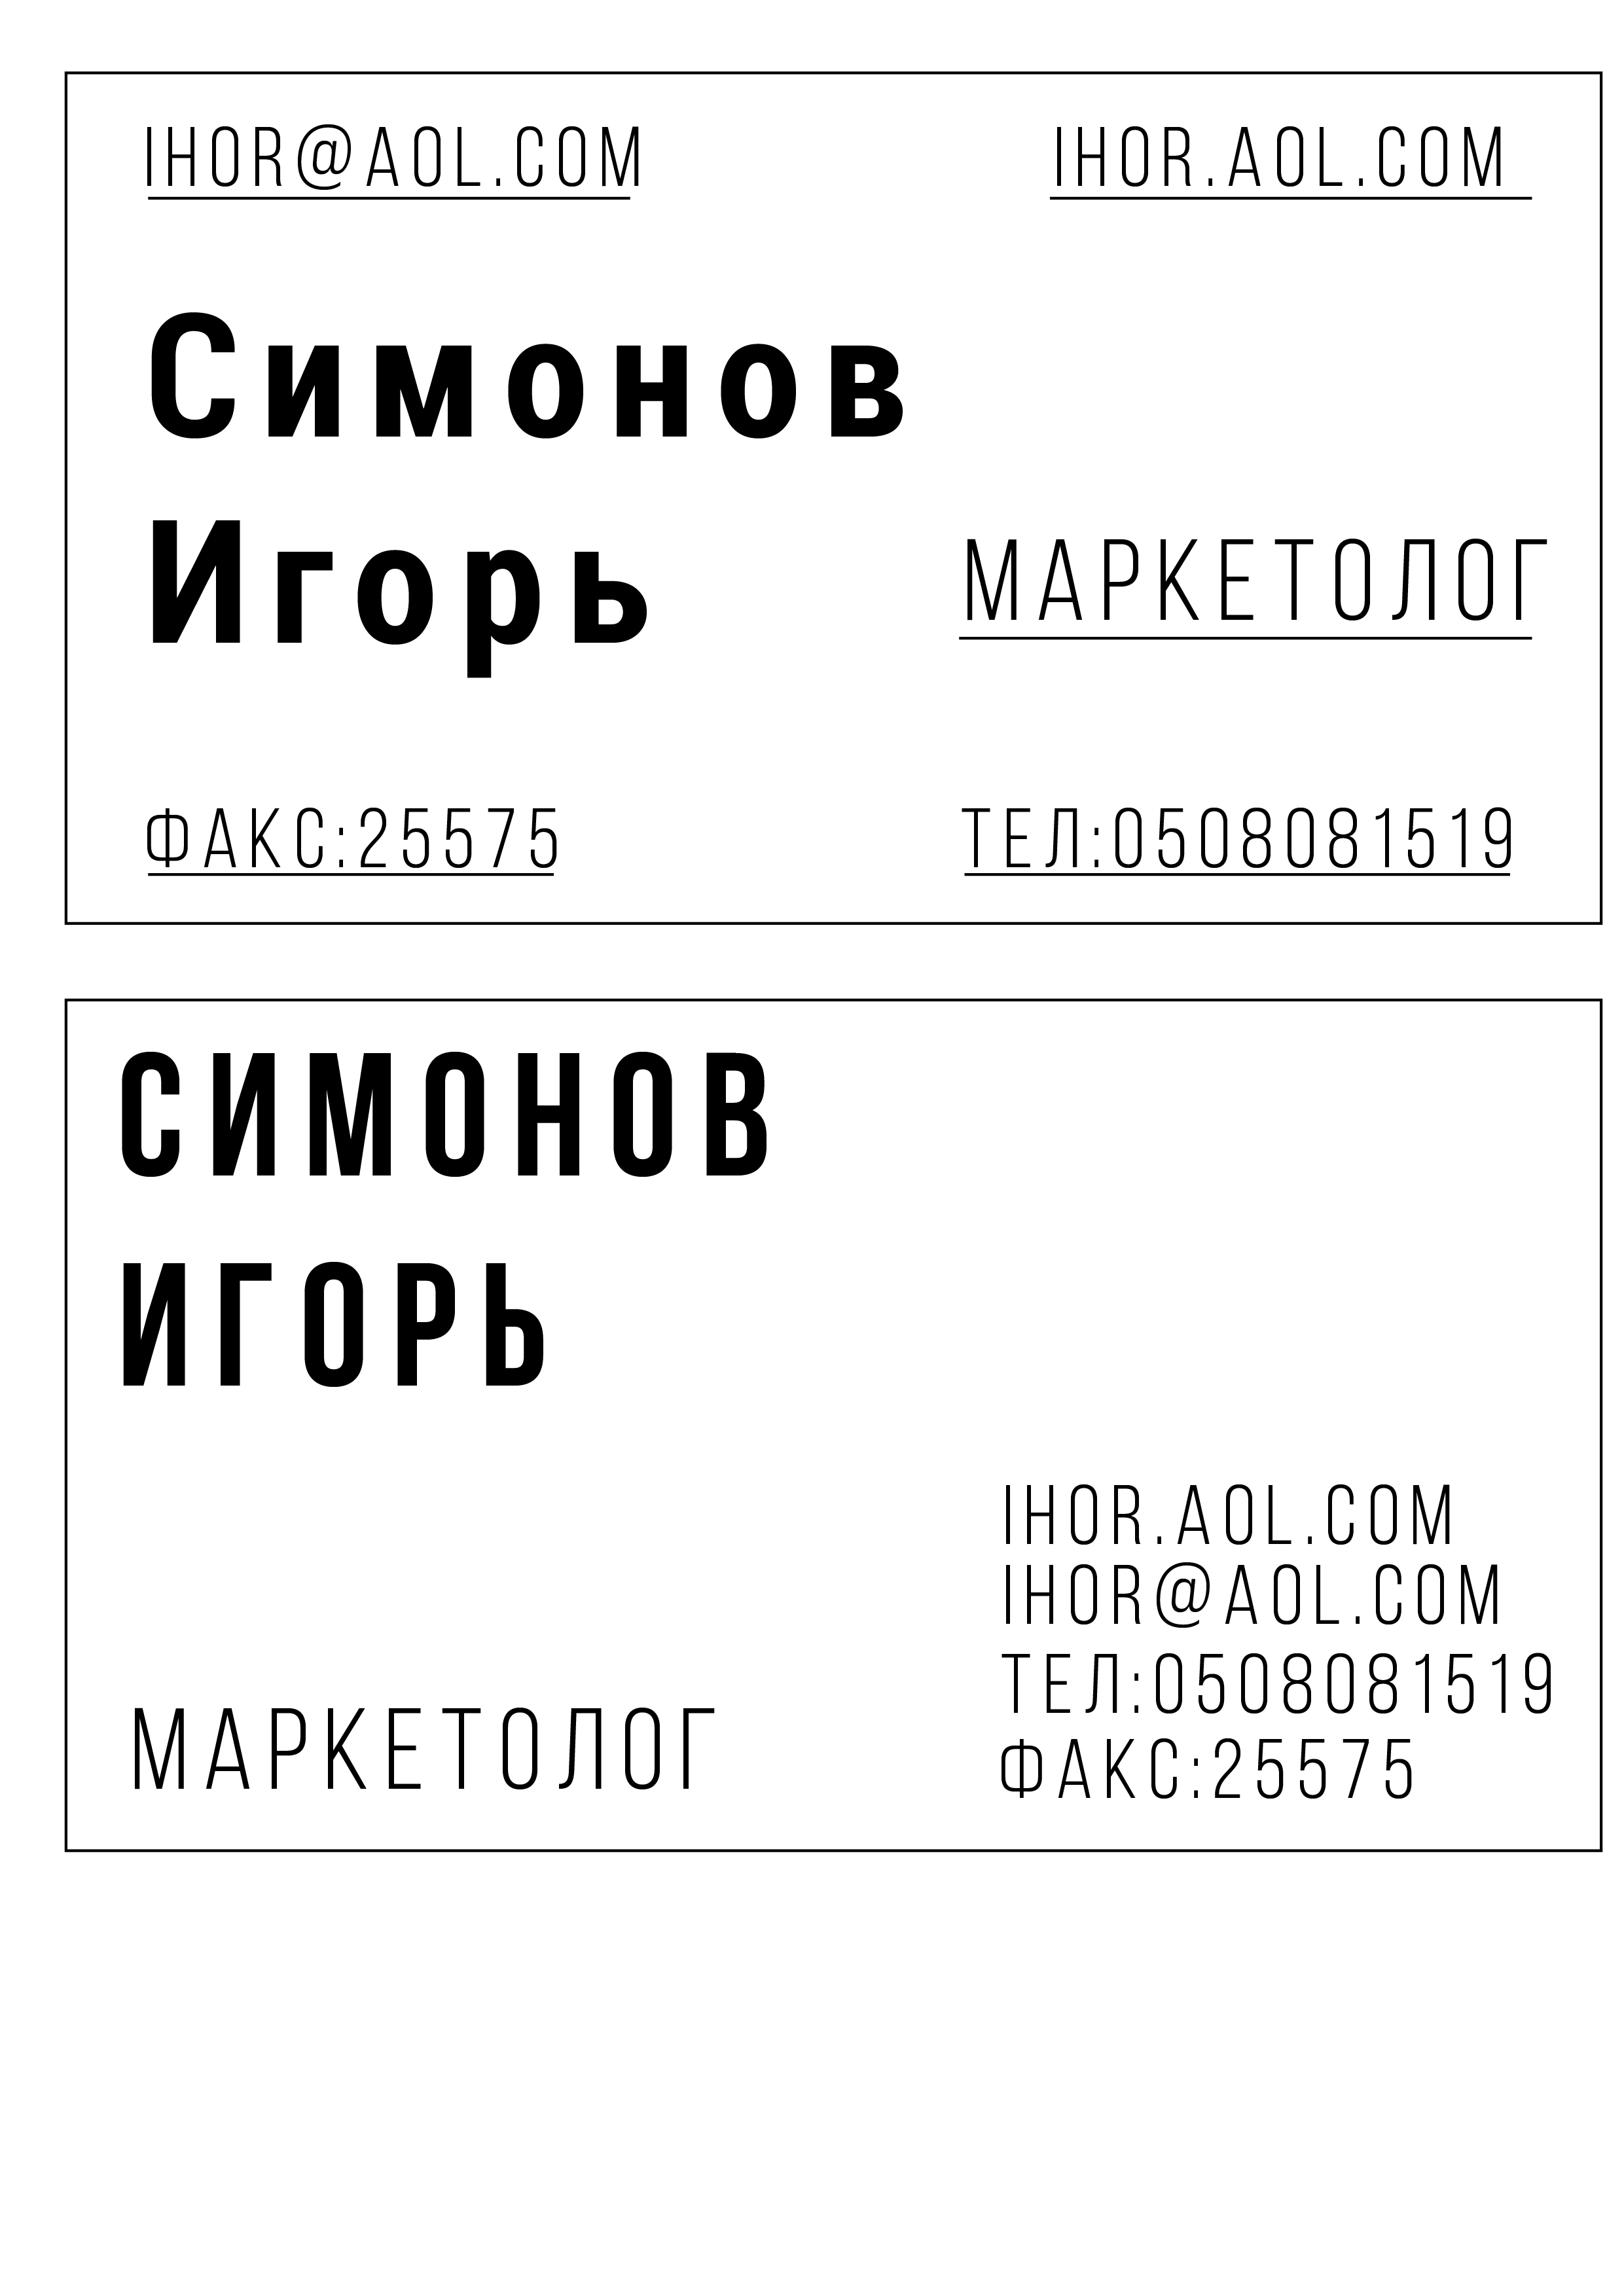 IHOR@AOL.COM
IHOR.AOL.COM
Симонов
Игорь
МАРКЕТОЛОГ
ФАКС:25575
ТЕЛ:0508081519
СИМОНОВ
ИГОРЬ
IHOR.AOL.COM
IHOR@AOL.COM
ТЕЛ:0508081519
МАРКЕТОЛОГ
ФАКС:25575